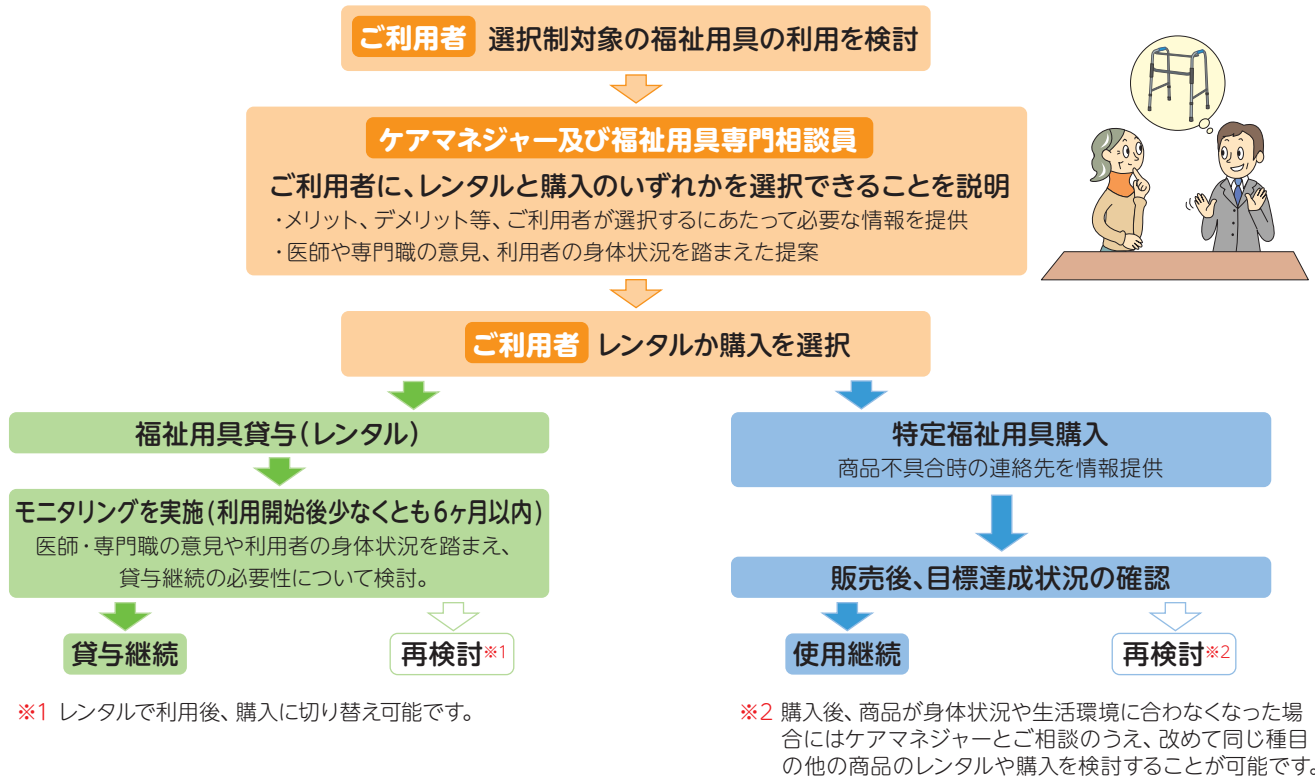 ご利用者 選択制対象の福祉用具の利用を検討
ケアマネジャー及び福祉用具専門相談員
ご利用者に、レンタルと購入のいずれかを選択できることを説明
・メリット、デメリット等、ご利用者が選択するにあたって必要な情報を提供
・医師や専門職の意見、利用者の身体状況を踏まえた提案
ご利用者 レンタルか購入を選択
福祉用具貸与(レンタル)
モニタリングを実施(利用開始後少なくとも6ヶ月以内)
医師・専門職の意見や利用者の身体状況を踏まえ、
貸与継続の必要性について検討。
貸与継続
再検討※1
※1 レンタルで利用後、購入に切り替え可能です。
特定福祉用具購入
商品不具合時の連絡先を情報提供
販売後、目標達成状況の確認
使用継続
再検討※2
※2 購入後、商品が身体状況や生活環境に合わなくなった場
合にはケアマネジャーとご相談のうえ、改めて同じ種目
の他の商品のレンタルや購入を検討することが可能です。